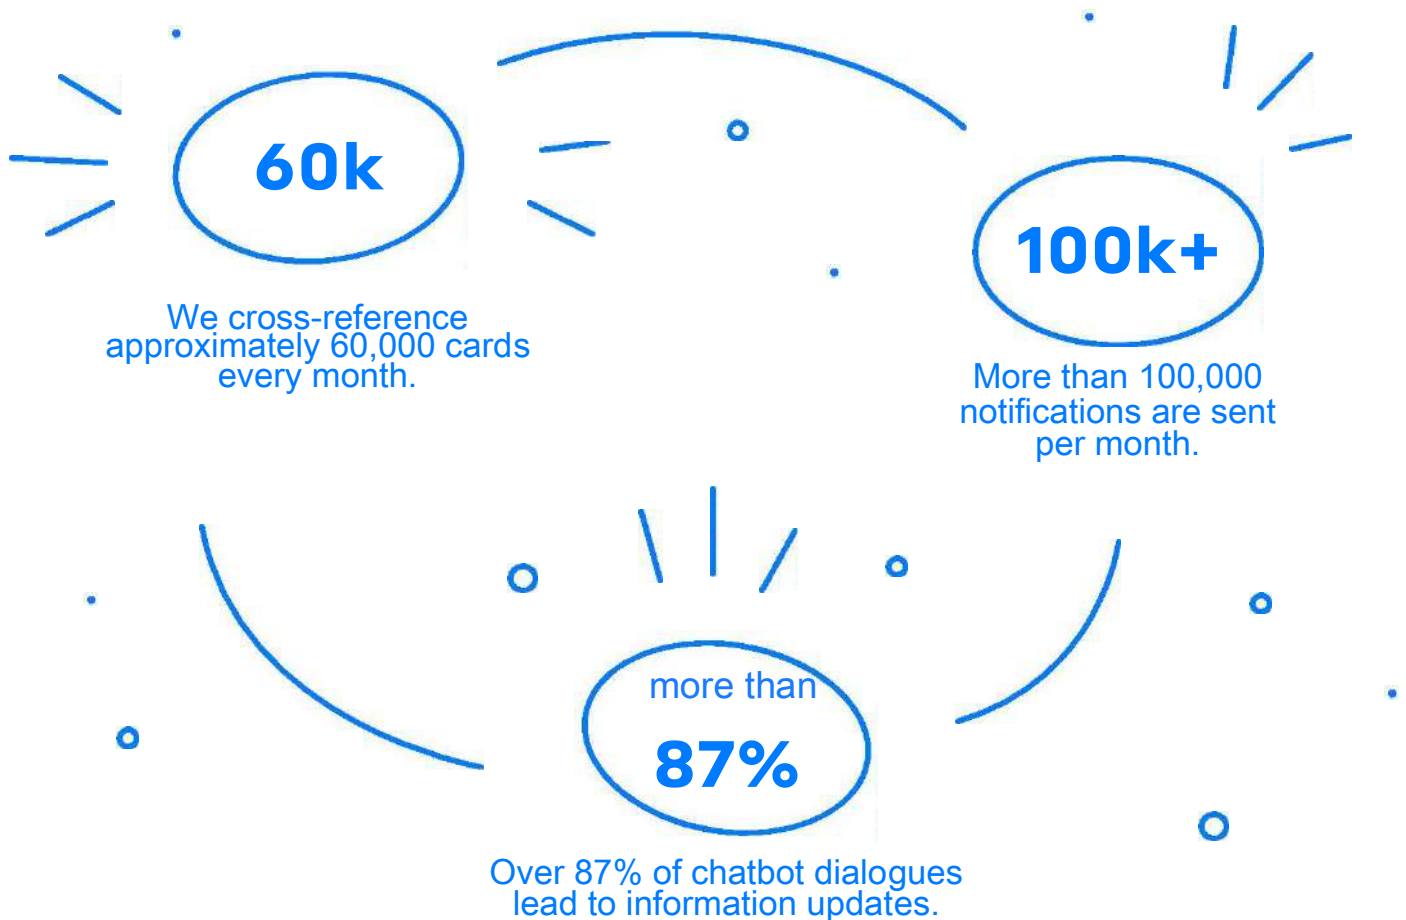 60k
We cross-reference
approximately 60,000 cards
every month.
100k+
More than 100,000
notifications are sent
per month.
more than
87%
Over 87% of chatbot dialogues
lead to information updates.